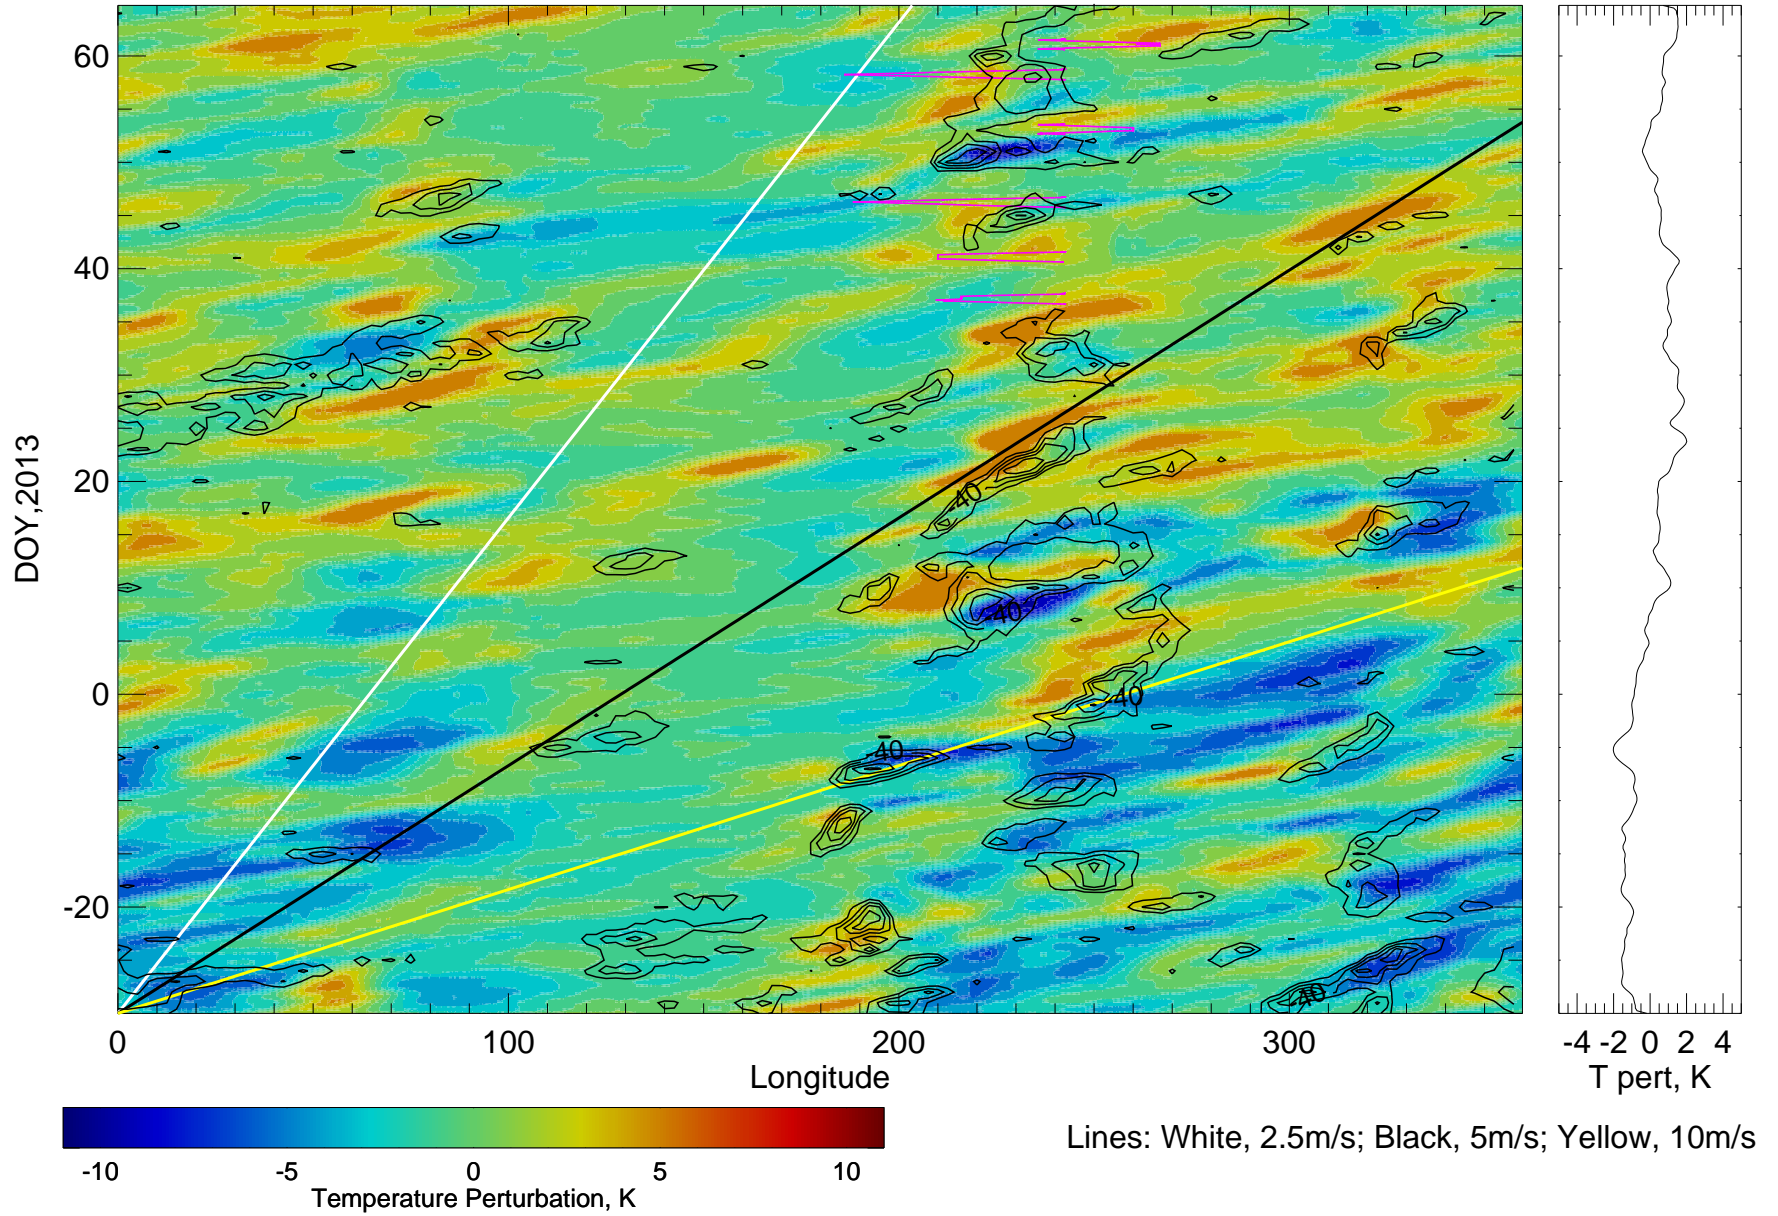 DOY,2013
60
40
20
0
-20
-40
-40
-40
-40
-40
0
100
200
300
Longitude
-4 -2 0 2 4
T pert, K
-10 -5 0 5 10
Temperature Perturbation, K
Lines: White, 2.5m/s; Black, 5m/s; Yellow, 10m/s